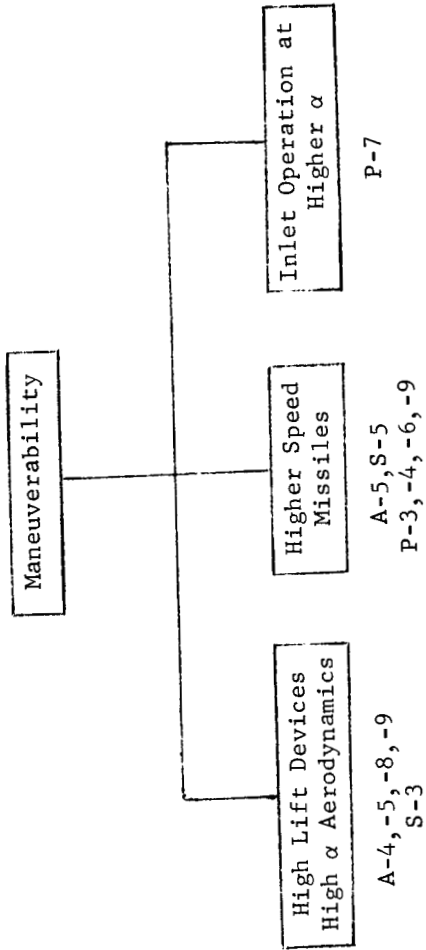 Maneuverability
High Lift Devices
High α Aerodynamics
A-4,-5,-8,-9
S-3
Higher Speed
Missiles
A-5,S-5
P-3,-4,-6,-9
Inlet Operation at
Higher α
P-7